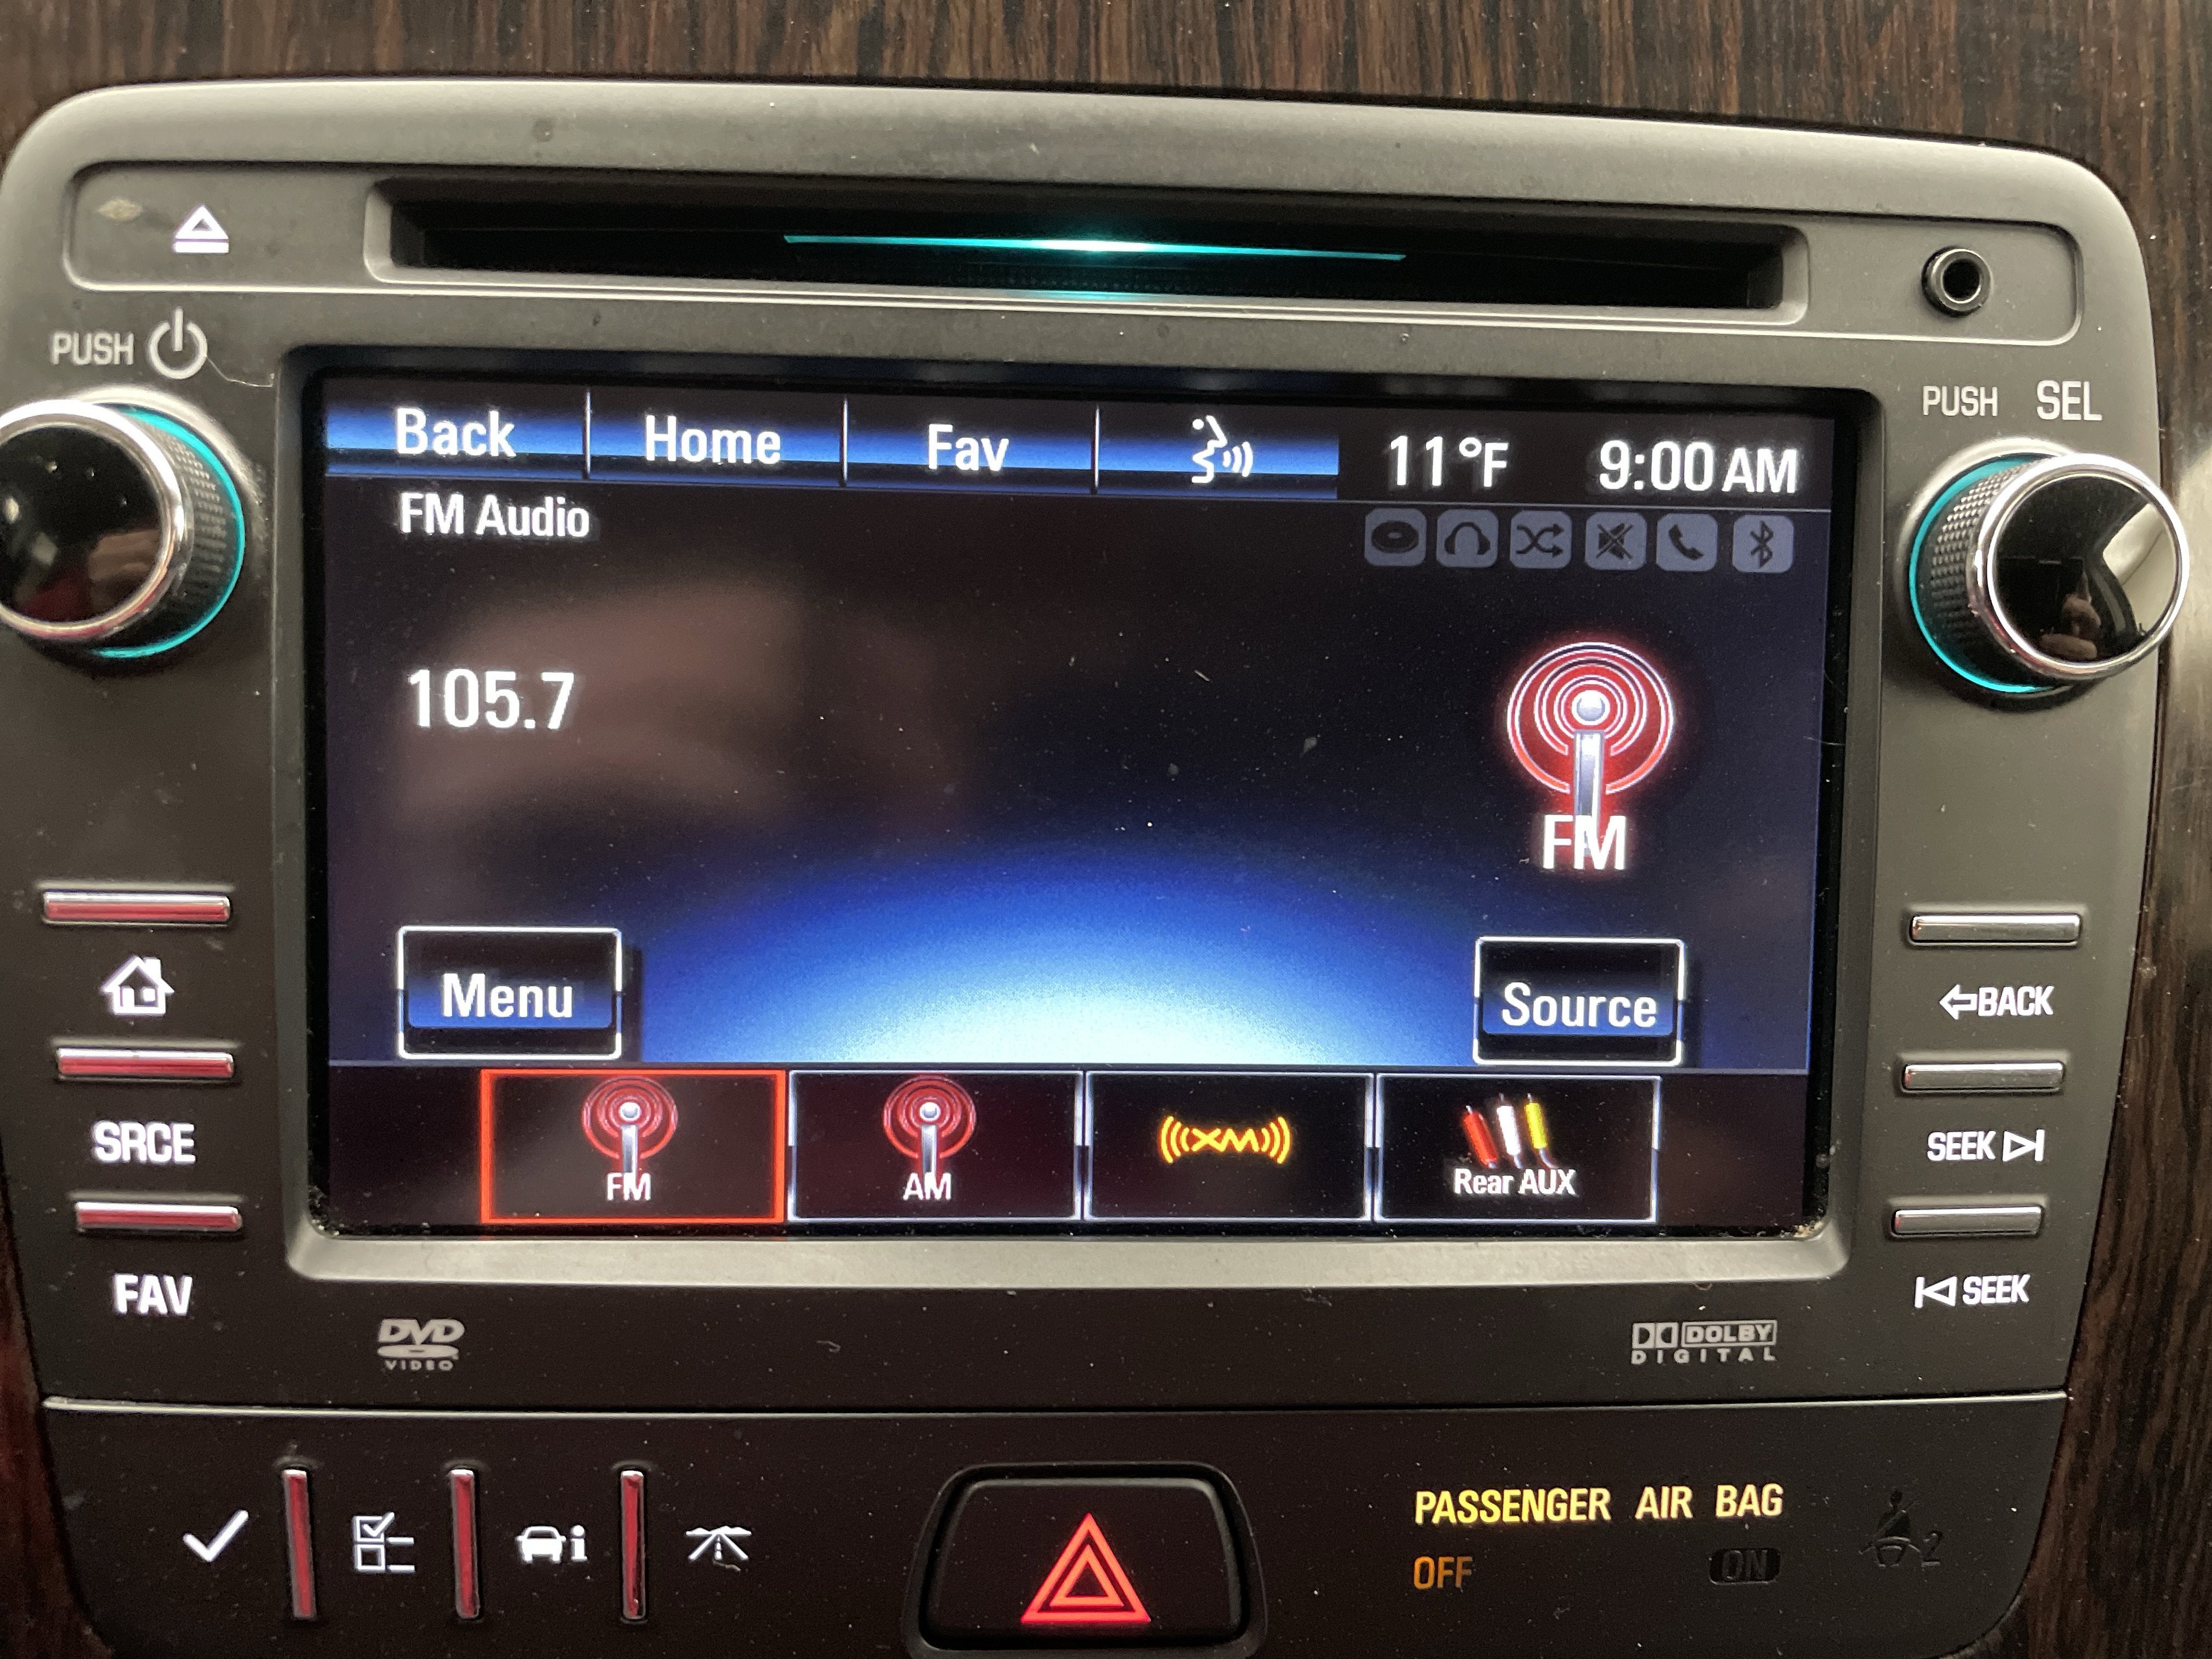 PUSH
PUSH SEL
Back Home Fav 11°F 9:00 AM
FM Audio
105.7
FM
Menu Source
FM AM XM Rear AUX
SRCE
FAV
BACK
SEEK
SEEK
DVD
VIDEO
DOLBY
DIGITAL
PASSENGER AIR BAG
OFF ON
2